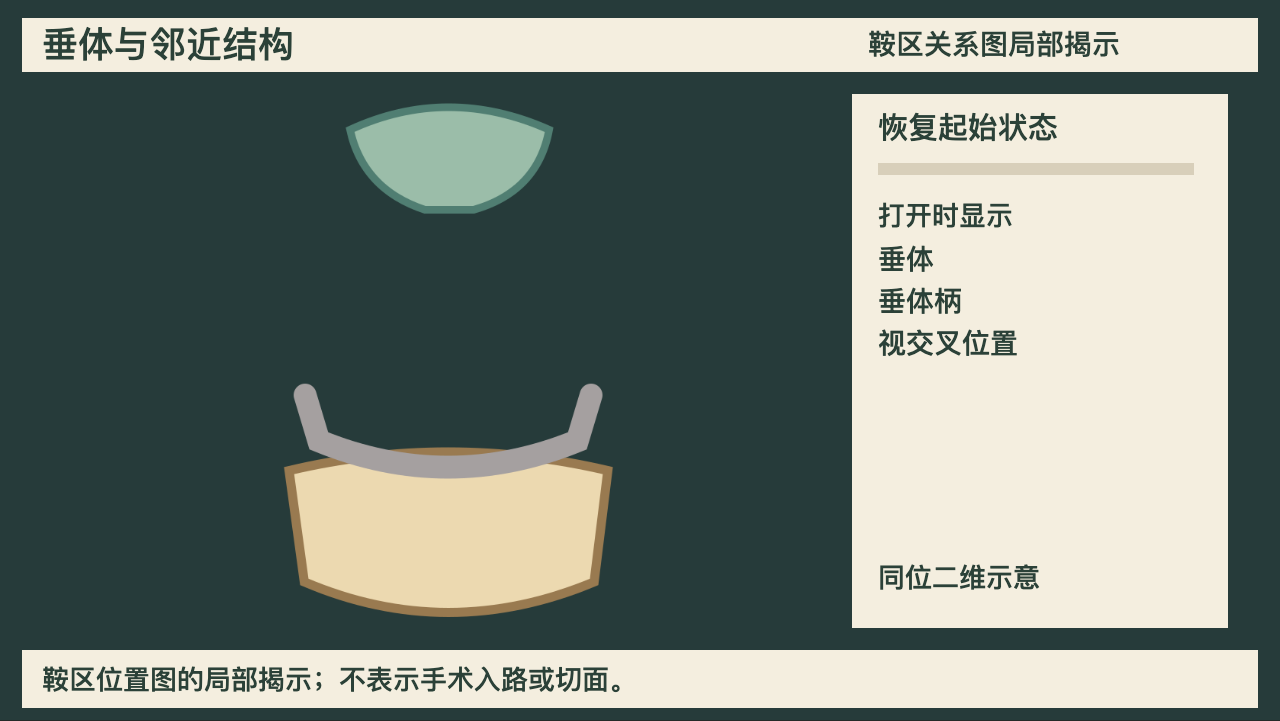 垂体与邻近结构
鞍区关系图局部揭示
恢复起始状态
打开时显示
垂体
垂体柄
视交叉位置
同位二维示意
鞍区位置图的局部揭示；不表示手术入路或切面。